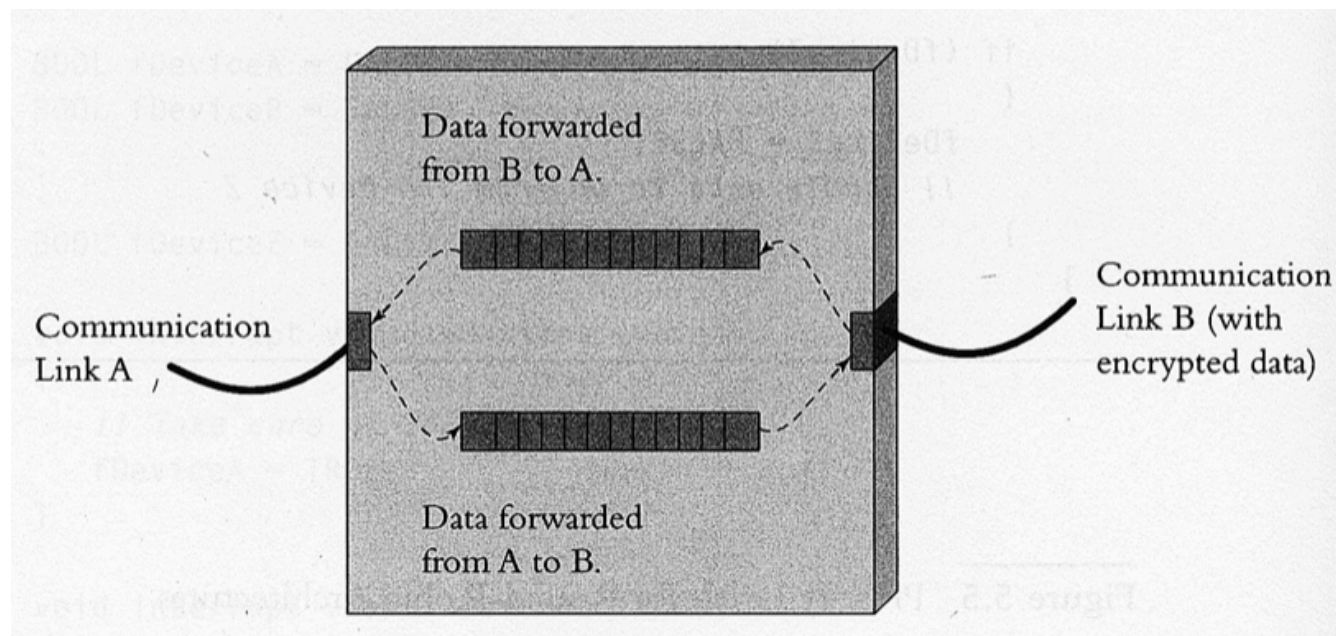 Data forwarded
from B to A.
Communication
Link A
Communication
Link B (with
encrypted data)
Data forwarded
from A to B.